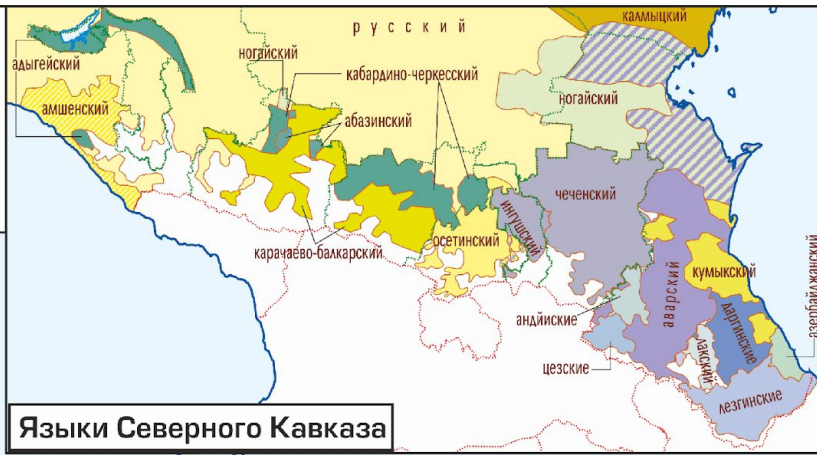 русский
калмыцкий
ногайский
адыгейский
кабардино-черкесский
амшенский
абазинский
ногайский
чеченский
ингушский
осетинский
карачаево-балкарский
аварский
кумыкский
азербайджанский
андийские
даргинские
лакский
цезские
лезгинские
Языки Северного Кавказа